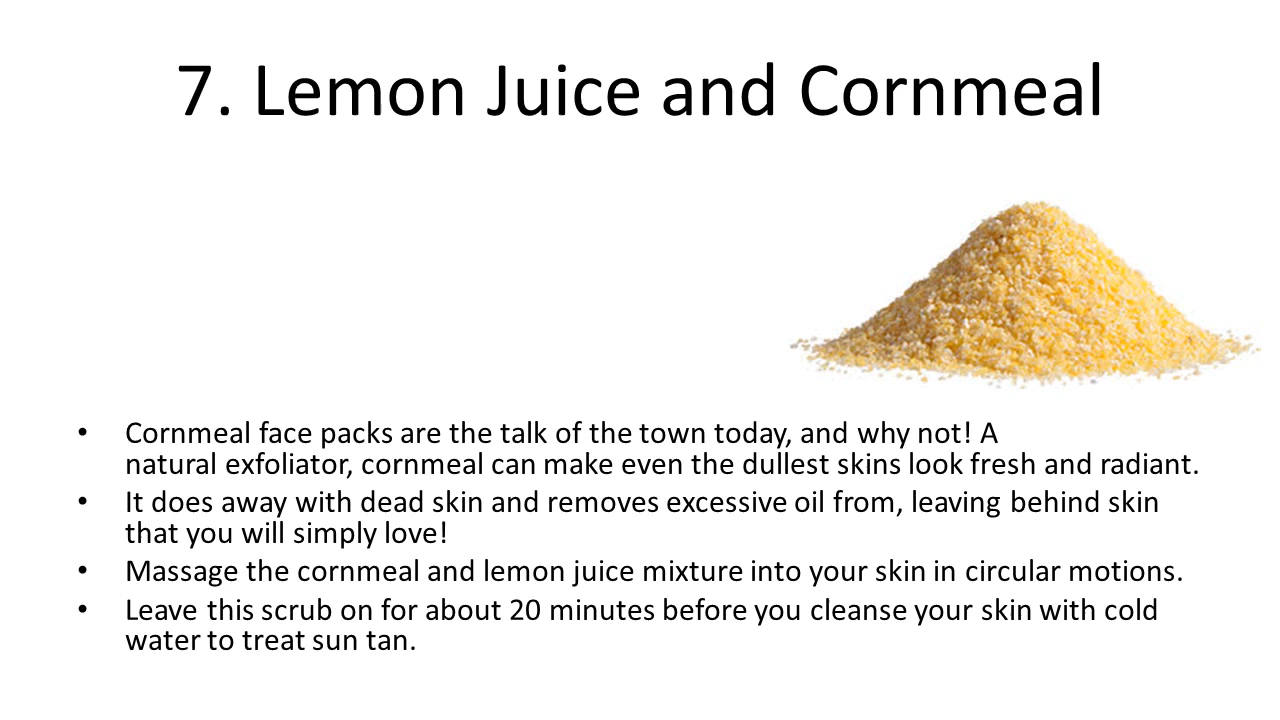 7. Lemon Juice and Cornmeal
• Cornmeal face packs are the talk of the town today, and why not! A
natural exfoliator, cornmeal can make even the dullest skins look fresh and radiant.
• It does away with dead skin and removes excessive oil from, leaving behind skin
that you will simply love!
• Massage the cornmeal and lemon juice mixture into your skin in circular motions.
• Leave this scrub on for about 20 minutes before you cleanse your skin with cold
water to treat sun tan.